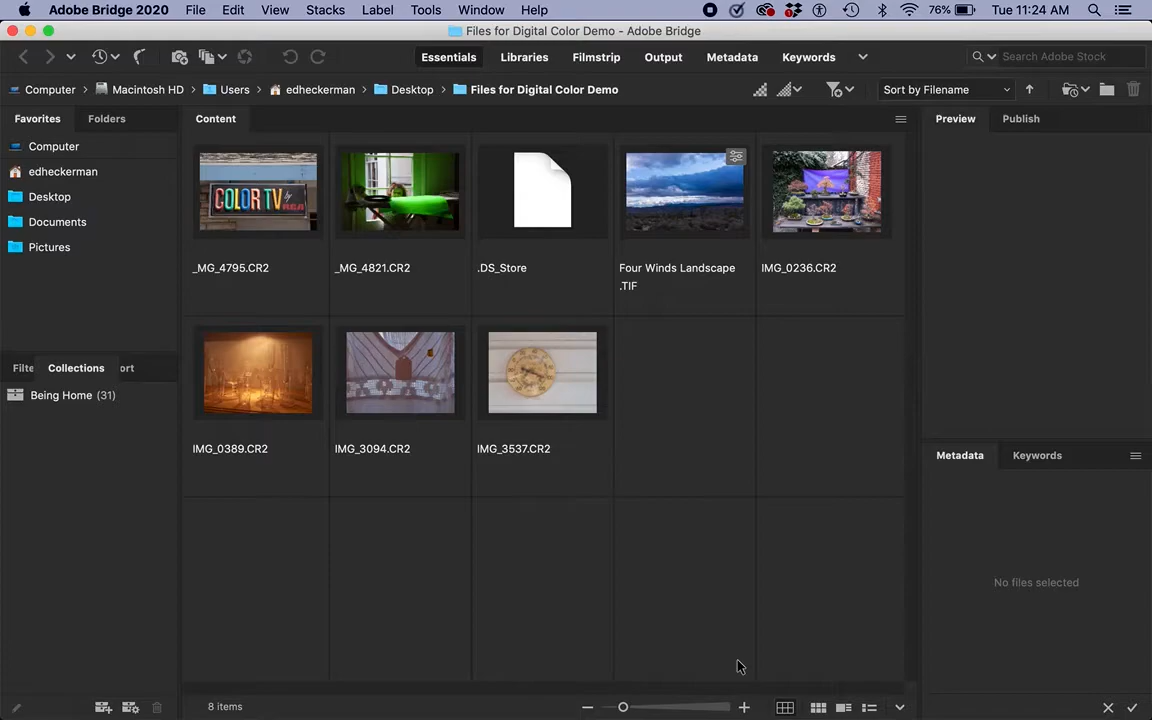 Adobe Bridge 2020 File Edit View Stacks Label Tools Window Help 76% Tue 11:24 AM
Files for Digital Color Demo - Adobe Bridge
Essentials Libraries Filmstrip Output Metadata Keywords Search Adobe Stock
Computer Macintosh HD Users edheckerman Desktop Files for Digital Color Demo Sort by Filename
Favorites Folders Content Preview Publish
Computer
edheckerman
Desktop
Documents
Pictures
COLOR TV by RCA
_MG_4795.CR2 _MG_4821.CR2 .DS_Store Four Winds Landscape IMG_0236.CR2
.TIF
Filte Collections ort
Being Home (31)
IMG_0389.CR2 IMG_3094.CR2 IMG_3537.CR2
Metadata Keywords
No files selected
8 items